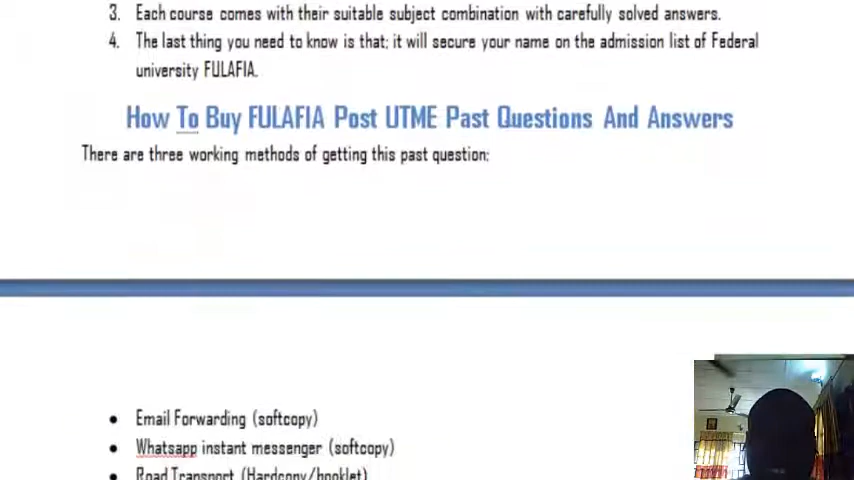 3. Each course comes with their suitable subject combination with carefully solved answers.
4. The last thing you need to know is that; it will secure your name on the admission list of Federal
university FULAFIA.
How To Buy FULAFIA Post UTME Past Questions And Answers
There are three working methods of getting this past question:
• Email Forwarding (softcopy)
• Whatsapp instant messenger (softcopy)
• Road Transport (Hardcopy/booklet)